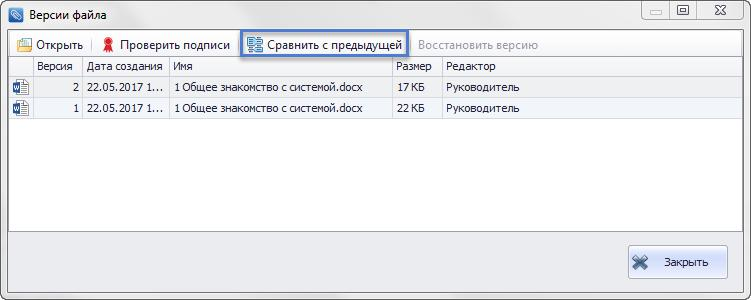 Версии файла
Открыть Проверить подписи Сравнить с предыдущей Восстановить версию
Версия Дата создания Имя Размер Редактор
2 22.05.2017 1... 1 Общее знакомство с системой.docx 17 КБ Руководитель
1 22.05.2017 1... 1 Общее знакомство с системой.docx 22 КБ Руководитель
Закрыть